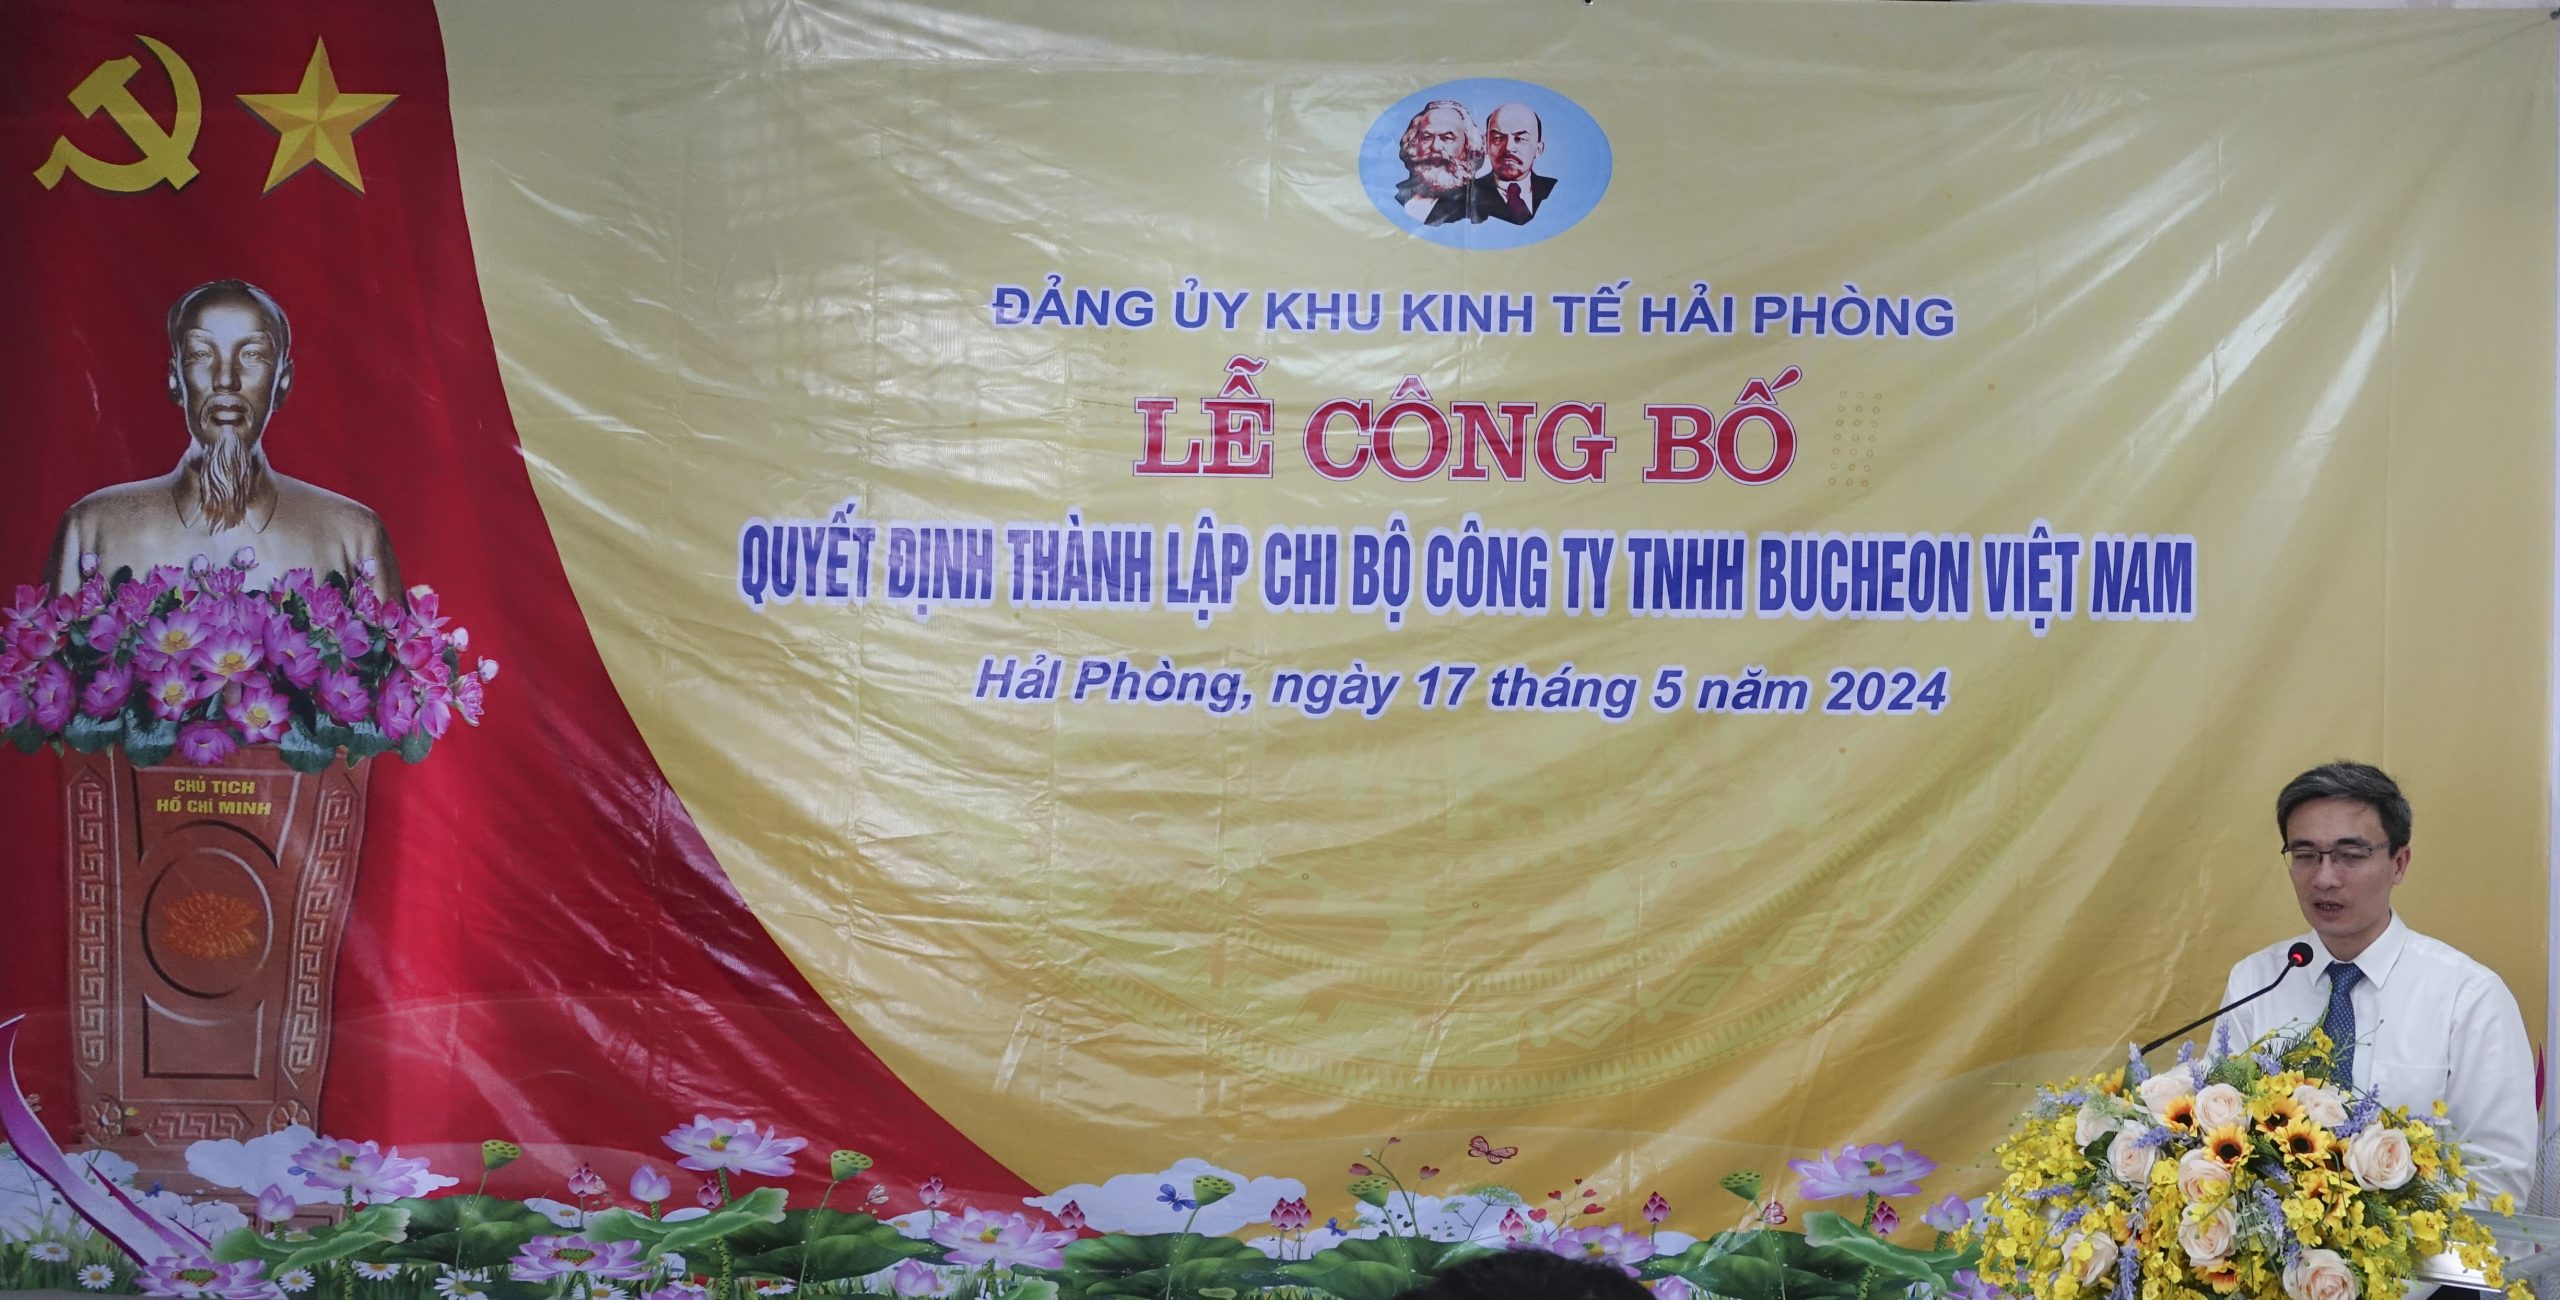 ĐẢNG ỦY KHU KINH TẾ HẢI PHÒNG
LỄ CÔNG BỐ
QUYẾT ĐỊNH THÀNH LẬP CHI BỘ CÔNG TY TNHH BUCHEON VIỆT NAM
Hải Phòng, ngày 17 tháng 5 năm 2024
CHỦ TỊCH
HỒ CHÍ MINH